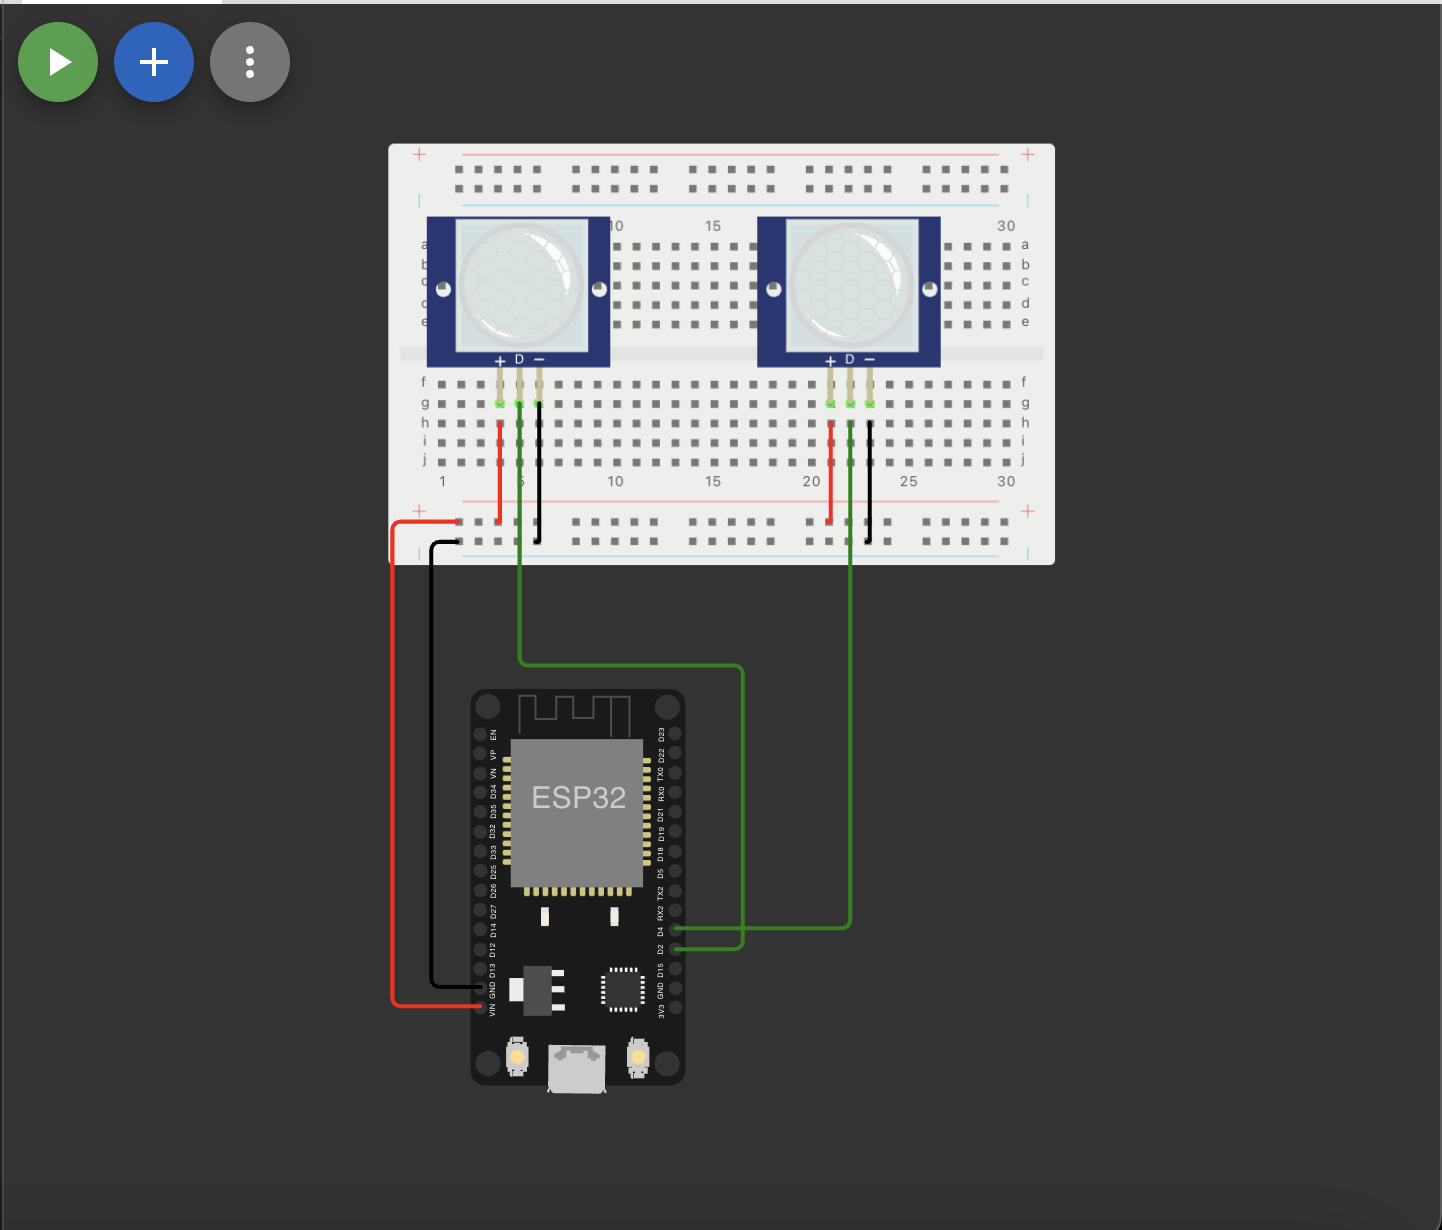 10 15 30
a a
b b
c c
d d
e e
+ D − + D −
f f
g g
h h
i i
j j
1 5 10 15 20 25 30
ESP32
EN
VP
VN
D34
D35
D32
D33
D25
D26
D27
D14
D12
D13
GND
VIN
D23
D22
TX0
RX0
D21
D19
D18
D5
TX2
RX2
D4
D2
D15
GND
3V3